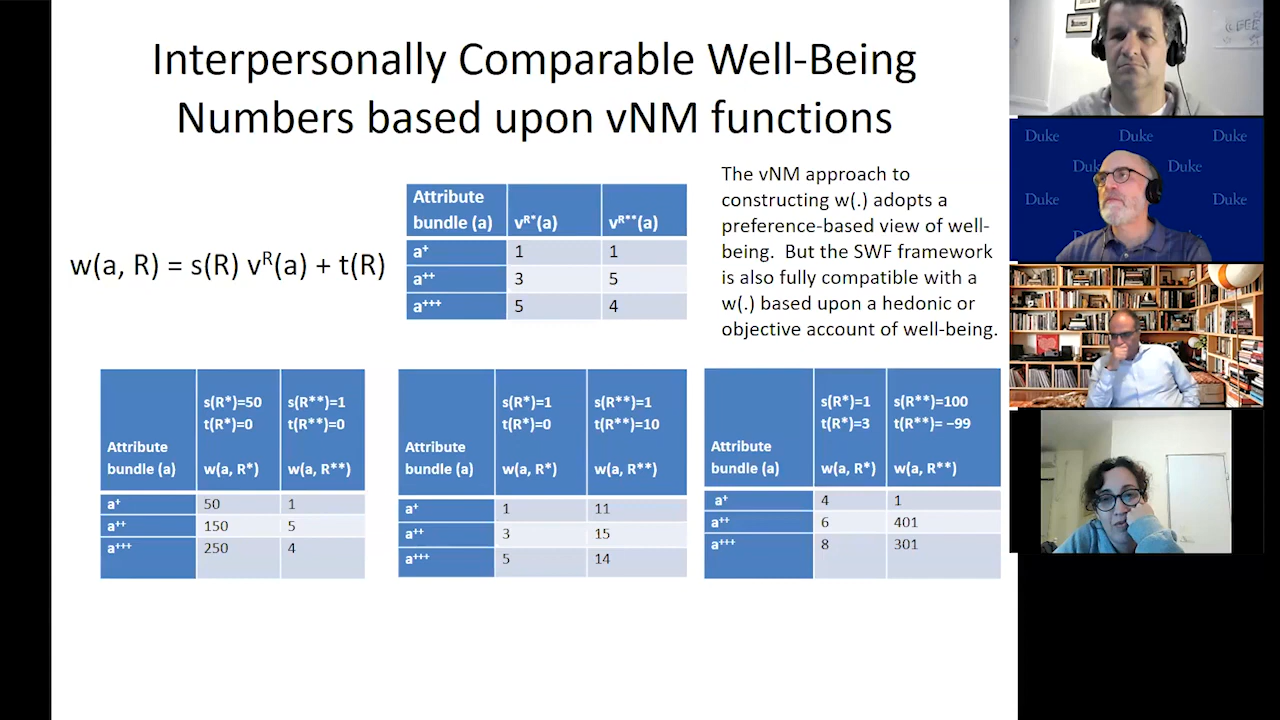 Interpersonally Comparable Well-Being
Numbers based upon vNM functions
w(a, R) = s(R) vᴿ(a) + t(R)
Attribute bundle (a) vᴿ*(a) vᴿ**(a)
a⁺ 1 1
a⁺⁺ 3 5
a⁺⁺⁺ 5 4
The vNM approach to
constructing w(.) adopts a
preference-based view of well-
being. But the SWF framework
is also fully compatible with a
w(.) based upon a hedonic or
objective account of well-being.
s(R*)=50 s(R**)=1
t(R*)=0 t(R**)=0
Attribute
bundle (a) w(a, R*) w(a, R**)
a⁺ 50 1
a⁺⁺ 150 5
a⁺⁺⁺ 250 4
s(R*)=1 s(R**)=1
t(R*)=0 t(R**)=10
Attribute
bundle (a) w(a, R*) w(a, R**)
a⁺ 1 11
a⁺⁺ 3 15
a⁺⁺⁺ 5 14
s(R*)=1 s(R**)=100
t(R*)=3 t(R**)= −99
Attribute
bundle (a) w(a, R*) w(a, R**)
a⁺ 4 1
a⁺⁺ 6 401
a⁺⁺⁺ 8 301
Duke Duke Duke
Duke Duke
Duke Duke